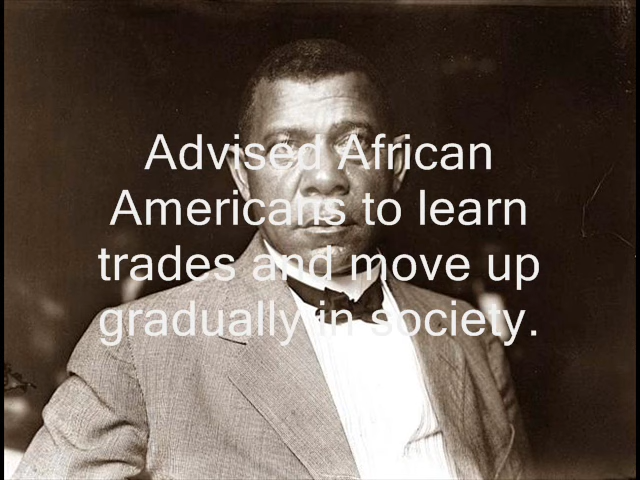 Advised African
Americans to learn
trades and move up
gradually in society.